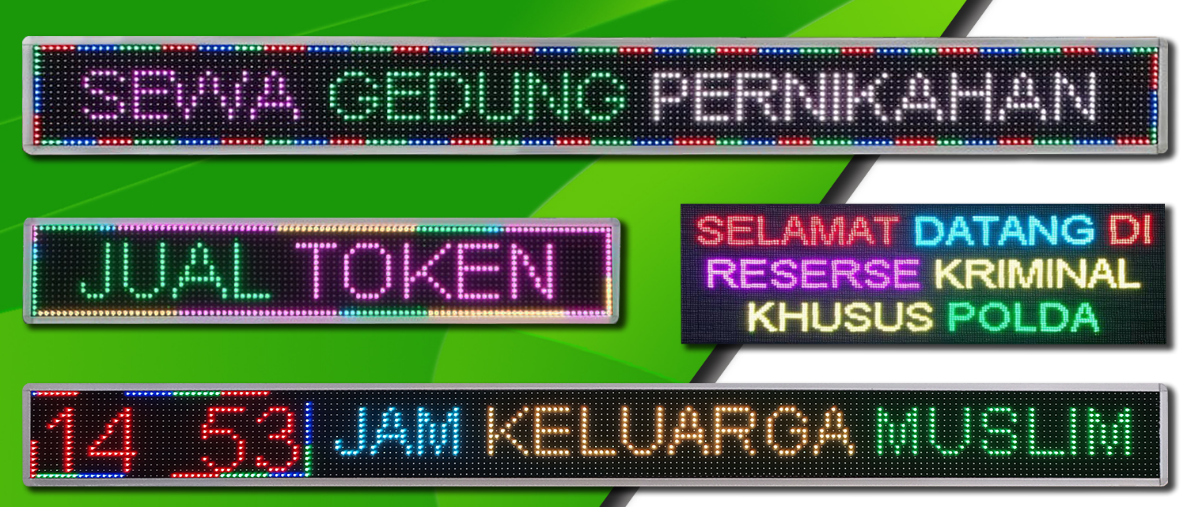 SEWA GEDUNG PERNIKAHAN
JUAL TOKEN
SELAMAT DATANG DI
RESERSE KRIMINAL
KHUSUS POLDA
14 53 JAM KELUARGA MUSLIM